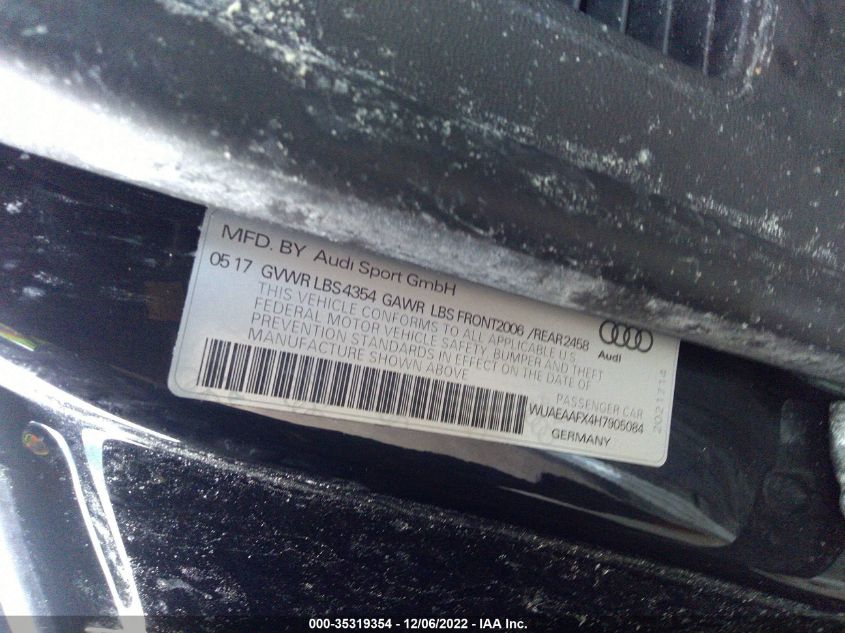 MFD. BY Audi Sport GmbH
05 17 GVWR LBS4354 GAWR LBS FRONT2006 /REAR2458
THIS VEHICLE CONFORMS TO ALL APPLICABLE U.S.
FEDERAL MOTOR VEHICLE SAFETY, BUMPER AND THEFT
PREVENTION STANDARDS IN EFFECT ON THE DATE OF
MANUFACTURE SHOWN ABOVE
Audi
PASSENGER CAR
WUAEAAFX4H7905084
GERMANY
2021714
000-35319354 - 12/06/2022 - IAA Inc.